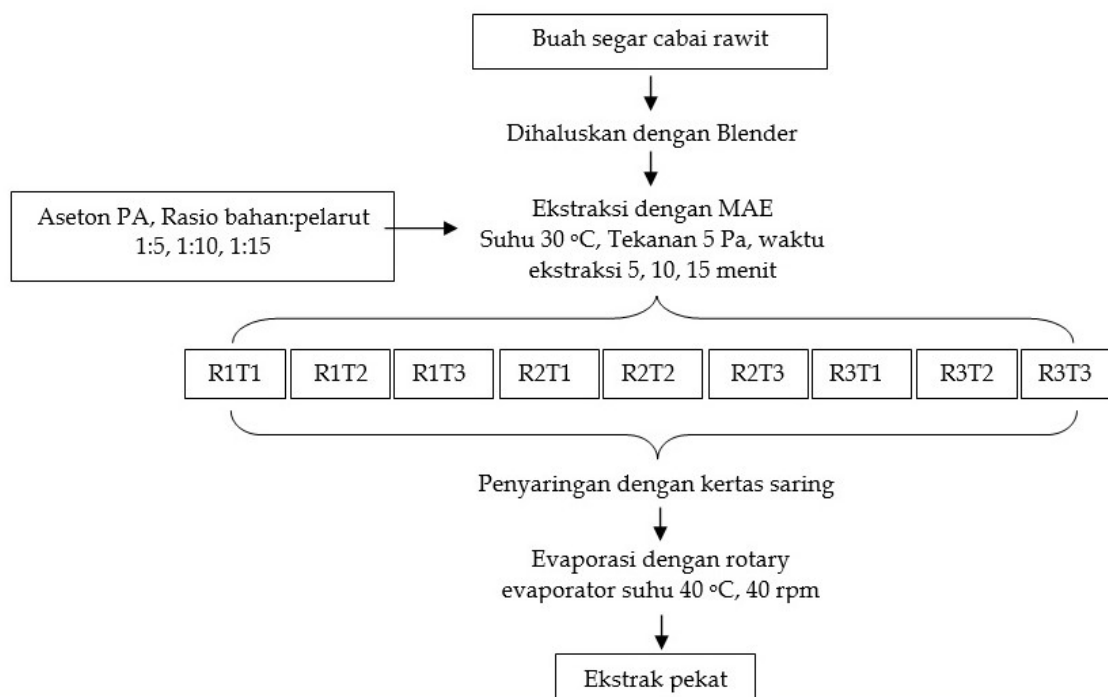 Buah segar cabai rawit
Dihaluskan dengan Blender
Aseton PA, Rasio bahan:pelarut
1:5, 1:10, 1:15
Ekstraksi dengan MAE
Suhu 30 °C, Tekanan 5 Pa, waktu
ekstraksi 5, 10, 15 menit
R1T1 R1T2 R1T3 R2T1 R2T2 R2T3 R3T1 R3T2 R3T3
Penyaringan dengan kertas saring
Evaporasi dengan rotary
evaporator suhu 40 °C, 40 rpm
Ekstrak pekat